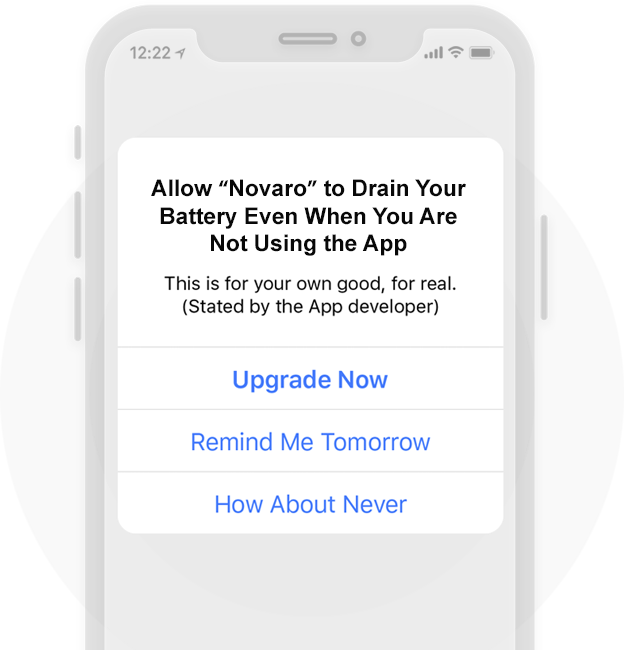 12:22
Allow “Novaro” to Drain Your
Battery Even When You Are
Not Using the App
This is for your own good, for real.
(Stated by the App developer)
Upgrade Now
Remind Me Tomorrow
How About Never